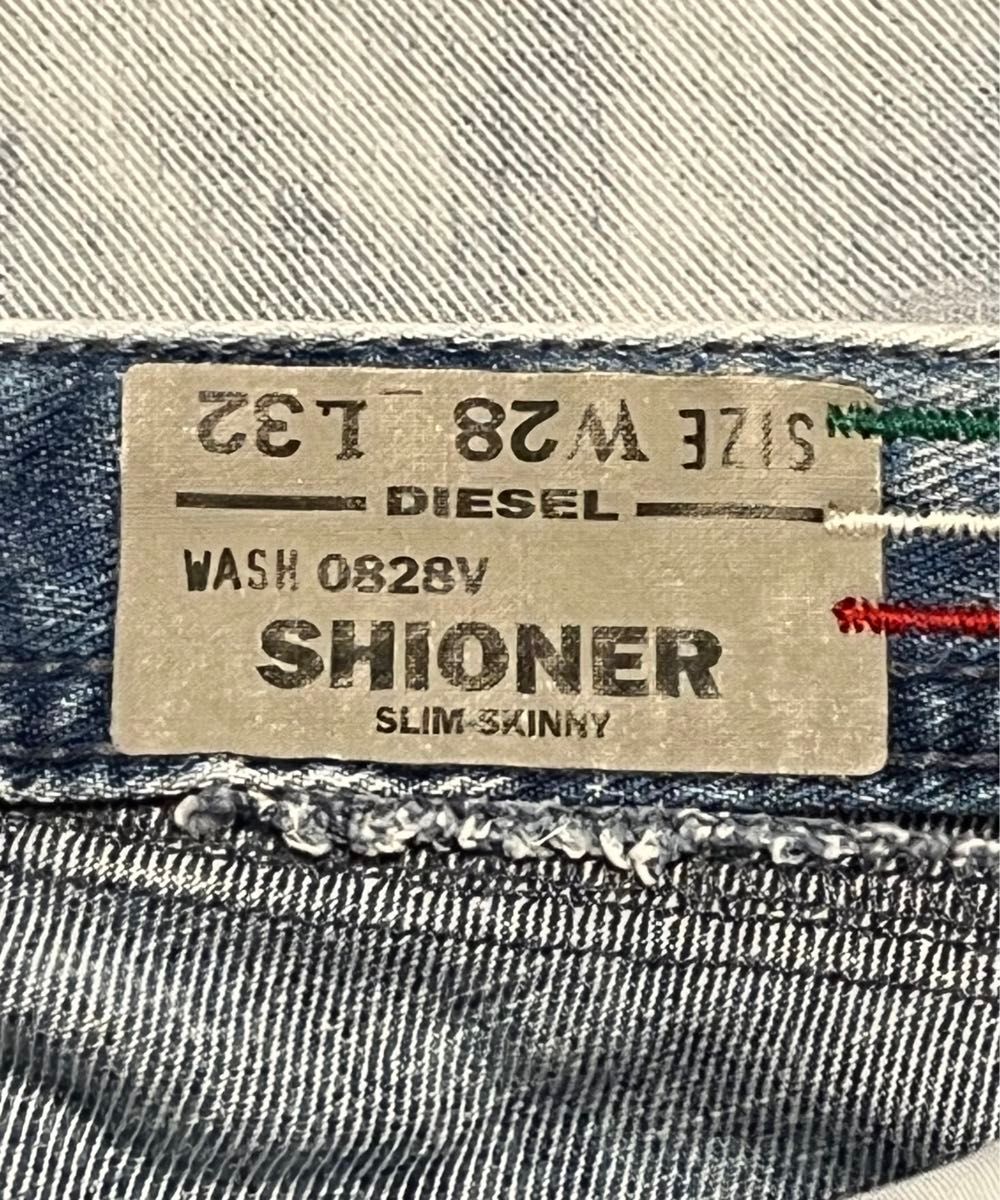 SIZE W28 L32
DIESEL
WASH 0828V
SHIONER
SLIM-SKINNY